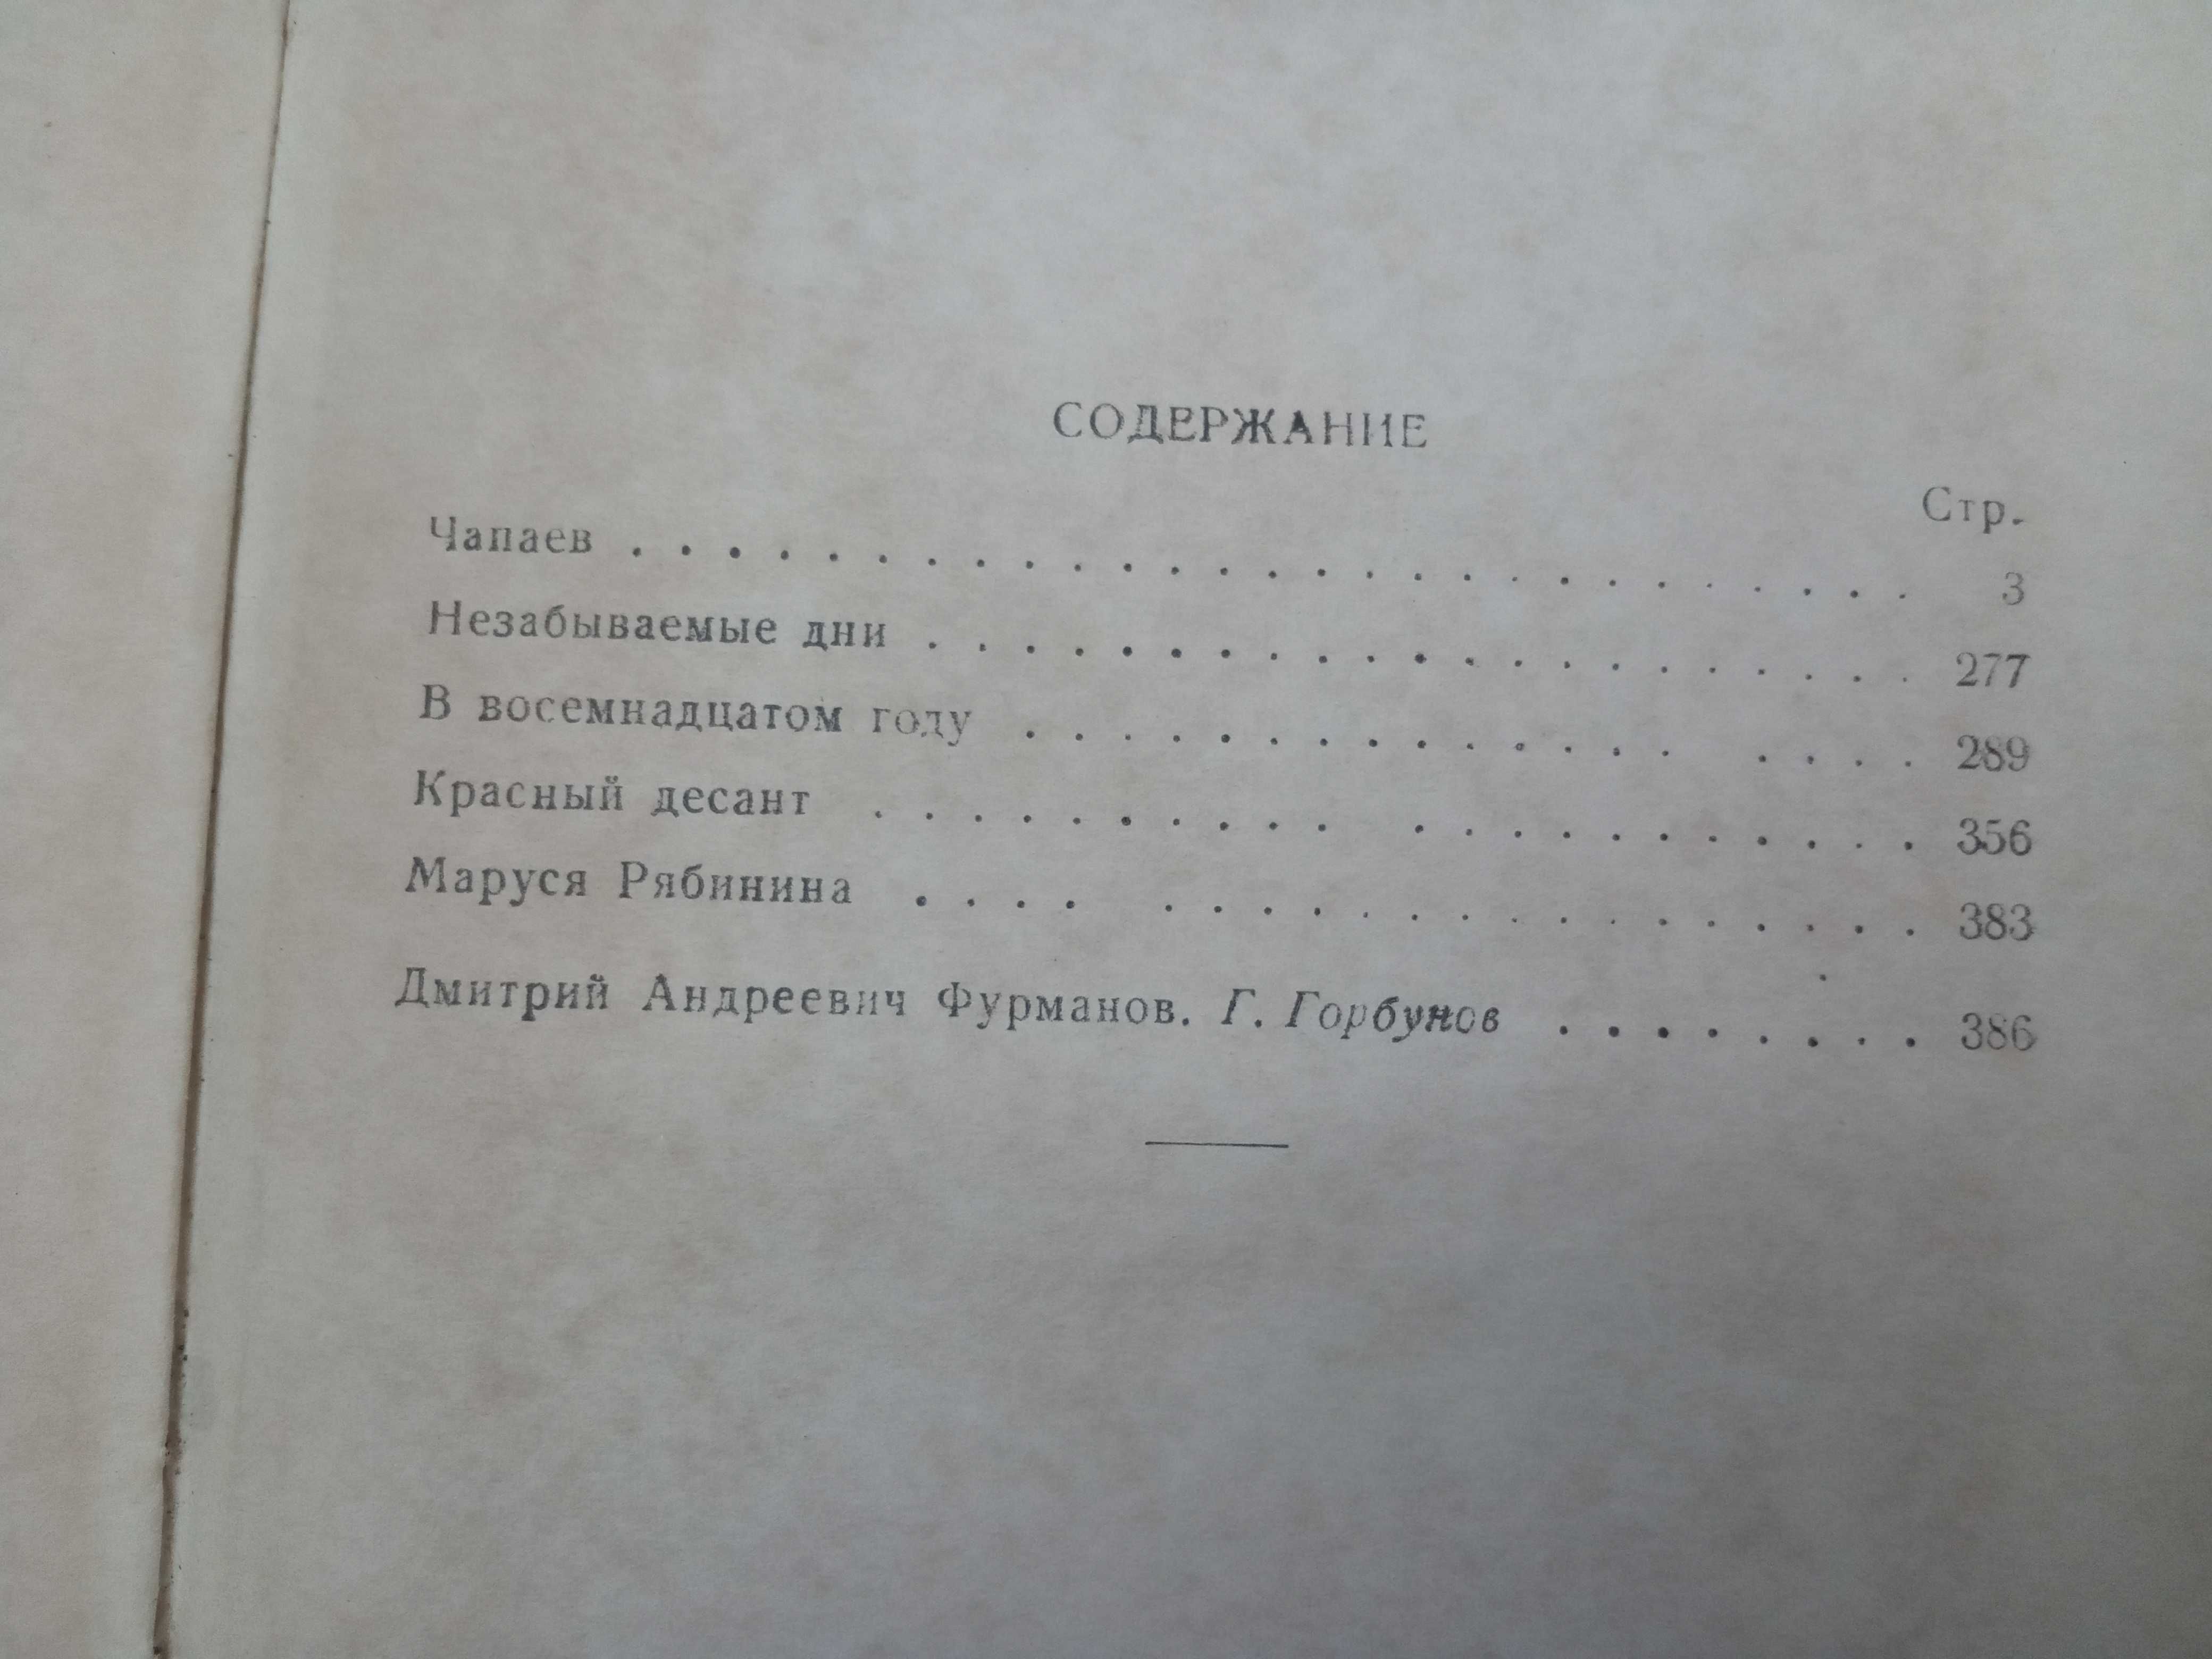 СОДЕРЖАНИЕ
Стр.
Чапаев . . . . . . . . . . . . . . . . . . . . . . . . . . . 3
Незабываемые дни . . . . . . . . . . . . . . . . . . . . . 277
В восемнадцатом году . . . . . . . . . . . . . . . . . . 289
Красный десант . . . . . . . . . . . . . . . . . . . . . 356
Маруся Рябинина . . . . . . . . . . . . . . . . . . . . 383
Дмитрий Андреевич Фурманов. Г. Горбунов . . . . . . . . 386